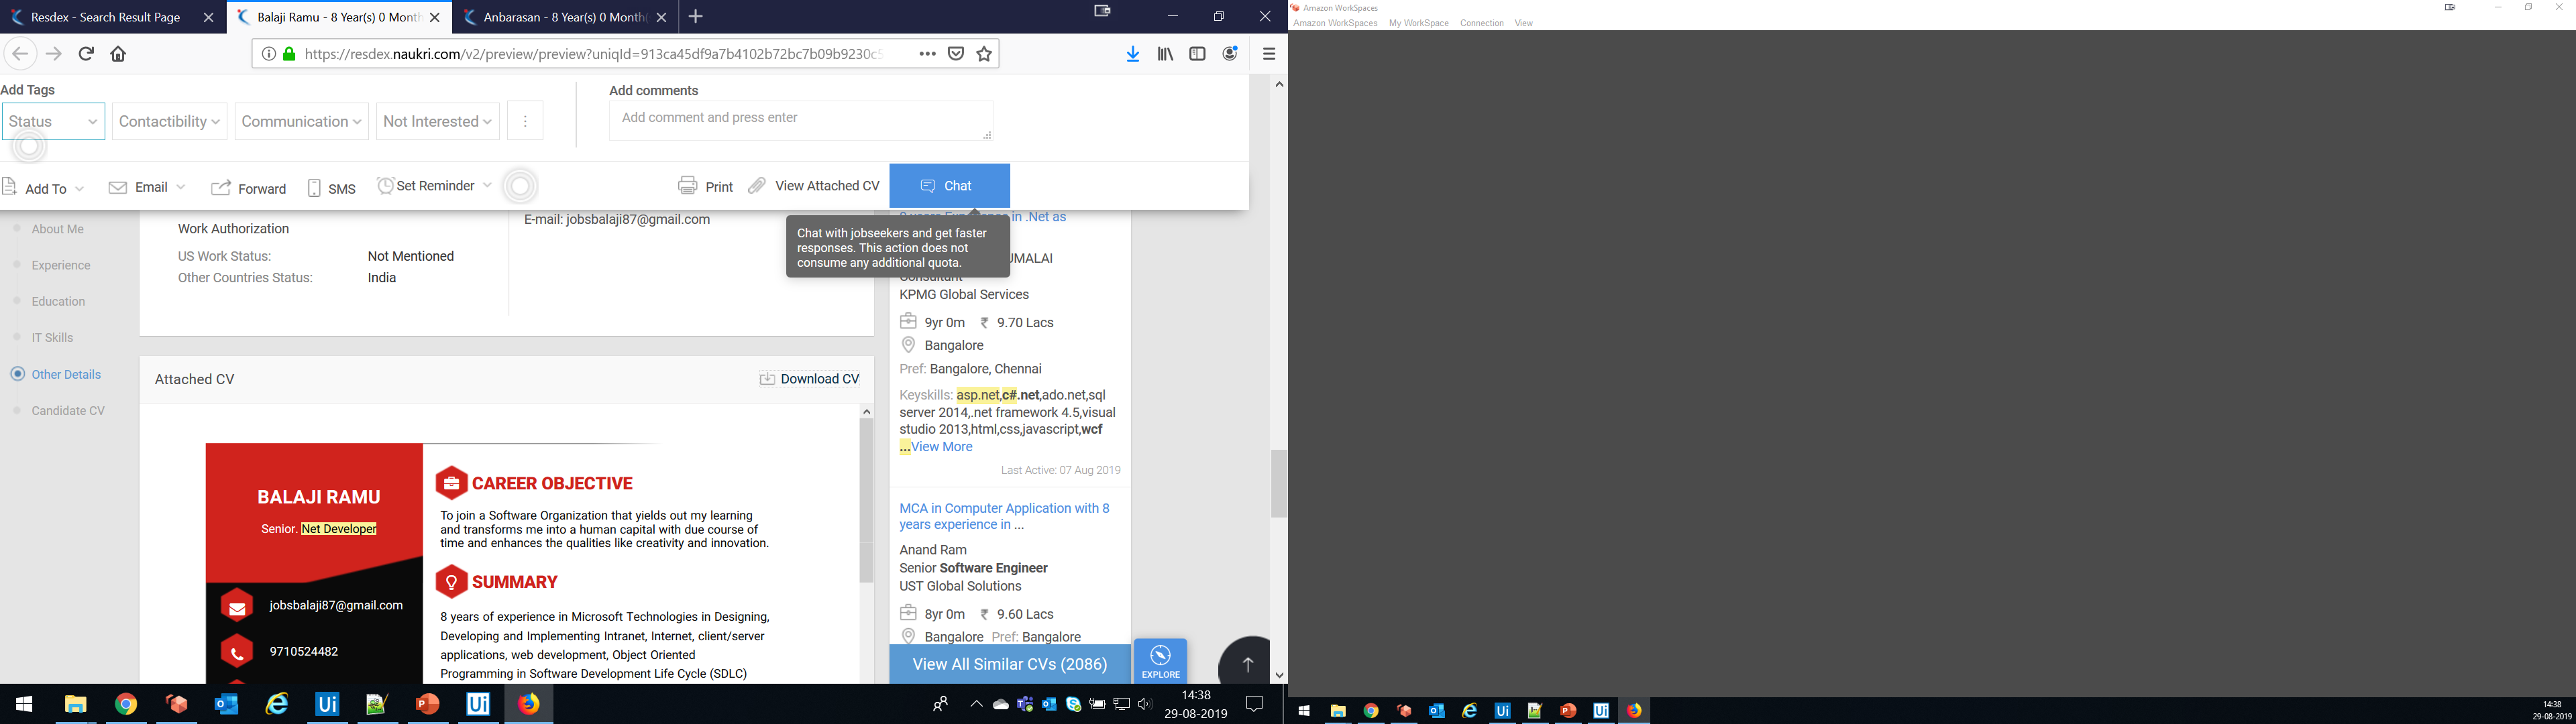 Resdex - Search Result Page
Balaji Ramu - 8 Year(s) 0 Month
Anbarasan - 8 Year(s) 0 Month(
https://resdex.naukri.com/v2/preview/preview?uniqId=913ca45df9a7b4102b72bc7b09b9230c5
Add Tags
Status
Contactibility
Communication
Not Interested
Add comments
Add comment and press enter
Add To
Email
Forward
SMS
Set Reminder
Print
View Attached CV
Chat
Chat with jobseekers and get faster
responses. This action does not
consume any additional quota.
About Me
Experience
Education
IT Skills
Other Details
Candidate CV
Work Authorization
US Work Status: Not Mentioned
Other Countries Status: India
E-mail: jobsbalaji87@gmail.com
Attached CV
Download CV
BALAJI RAMU
Senior. Net Developer
jobsbalaji87@gmail.com
9710524482
CAREER OBJECTIVE
To join a Software Organization that yields out my learning
and transforms me into a human capital with due course of
time and enhances the qualities like creativity and innovation.
SUMMARY
8 years of experience in Microsoft Technologies in Designing,
Developing and Implementing Intranet, Internet, client/server
applications, web development, Object Oriented
Programming in Software Development Life Cycle (SDLC)
in .Net as
UMALAI
Consultant
KPMG Global Services
9yr 0m ₹ 9.70 Lacs
Bangalore
Pref: Bangalore, Chennai
Keyskills: asp.net,c#.net,ado.net,sql
server 2014,.net framework 4.5,visual
studio 2013,html,css,javascript,wcf
...View More
Last Active: 07 Aug 2019
MCA in Computer Application with 8
years experience in ...
Anand Ram
Senior Software Engineer
UST Global Solutions
8yr 0m ₹ 9.60 Lacs
Bangalore Pref: Bangalore
View All Similar CVs (2086)
EXPLORE
14:38
29-08-2019
Amazon WorkSpaces
Amazon WorkSpaces My WorkSpace Connection View
14:38
29-08-2019